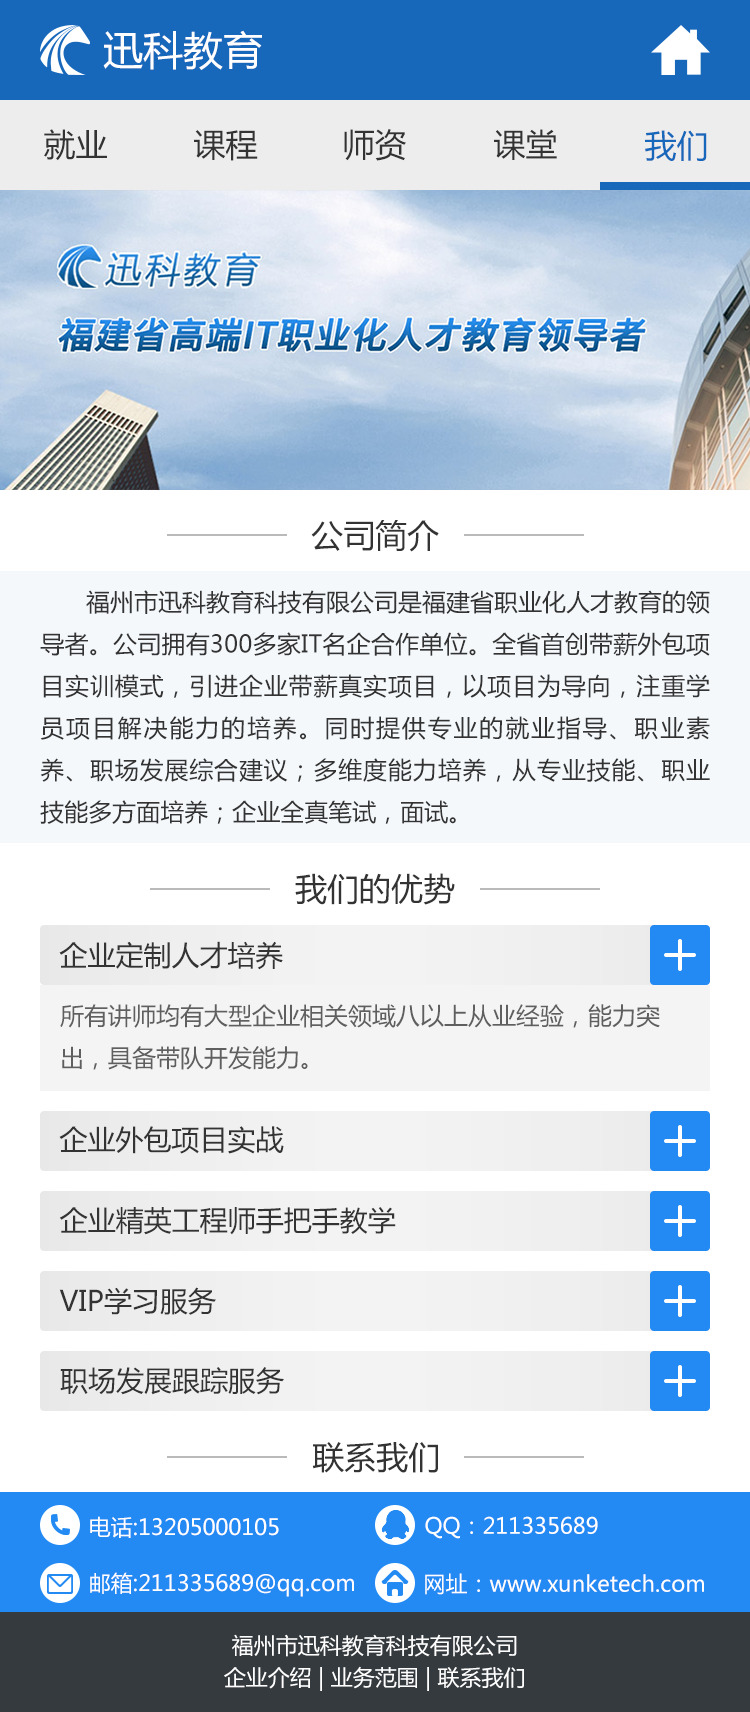 迅科教育
就业 课程 师资 课堂 我们
迅科教育
福建省高端IT职业化人才教育领导者
公司简介
福州市迅科教育科技有限公司是福建省职业化人才教育的领
导者。公司拥有300多家IT名企合作单位。全省首创带薪外包项
目实训模式，引进企业带薪真实项目，以项目为导向，注重学
员项目解决能力的培养。同时提供专业的就业指导、职业素
养、职场发展综合建议；多维度能力培养，从专业技能、职业
技能多方面培养；企业全真笔试，面试。
我们的优势
企业定制人才培养
所有讲师均有大型企业相关领域八以上从业经验，能力突
出，具备带队开发能力。
企业外包项目实战
企业精英工程师手把手教学
VIP学习服务
职场发展跟踪服务
联系我们
电话:13205000105 QQ：211335689
邮箱:211335689@qq.com 网址：www.xunketech.com
福州市迅科教育科技有限公司
企业介绍 | 业务范围 | 联系我们